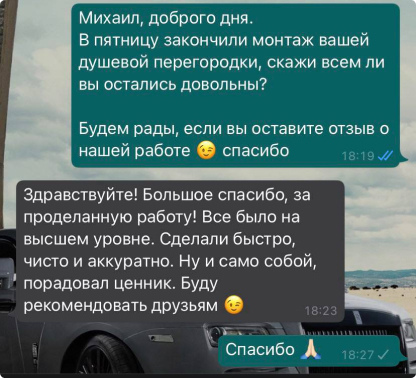 Михаил, доброго дня.
В пятницу закончили монтаж вашей
душевой перегородки, скажи всем ли
вы остались довольны?
Будем рады, если вы оставите отзыв о
нашей работе 😉 спасибо
18:19
Здравствуйте! Большое спасибо, за
проделанную работу! Все было на
высшем уровне. Сделали быстро,
чисто и аккуратно. Ну и само собой,
порадовал ценник. Буду
рекомендовать друзьям 😉
18:23
Спасибо 🙏🏻
18:27